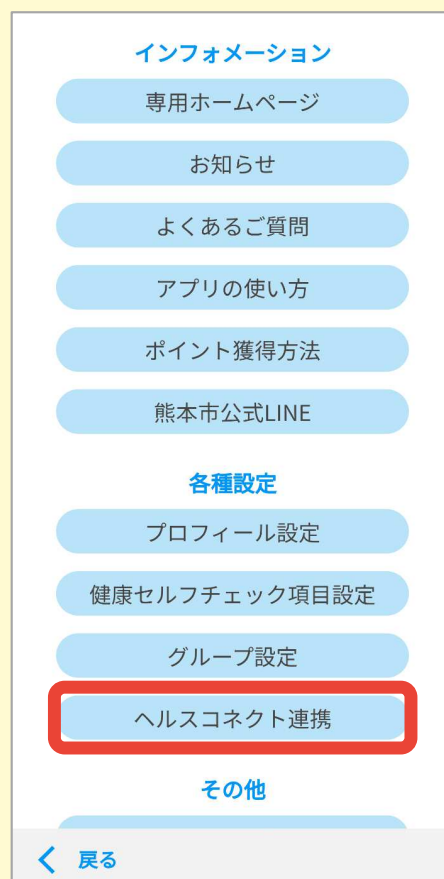 インフォメーション
専用ホームページ
お知らせ
よくあるご質問
アプリの使い方
ポイント獲得方法
熊本市公式LINE
各種設定
プロフィール設定
健康セルフチェック項目設定
グループ設定
ヘルスコネクト連携
その他
戻る